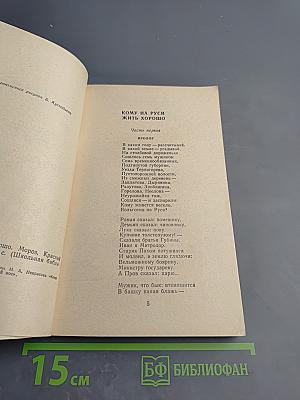 КОМУ НА РУСИ
ЖИТЬ ХОРОШО
Часть первая
ПРОЛОГ
В каком году — рассчитывай,
В какой земле — угадывай,
На столбовой дороженьке
Сошлись семь мужиков:
Семь временнообязанных,
Подтянутой губернии,
Уезда Терпигорева,
Пустопорожней волости,
Из смежных деревень —
Заплатова, Дырявина,
Разутова, Знобишина,
Горелова, Неелова —
Неурожайка тож,
Сошлися — и заспорили:
Кому живется весело,
Вольготно на Руси?
Роман сказал: помещику,
Демьян сказал: чиновнику,
Лука сказал: попу.
Купчине толстопузому! —
Сказали братья Губины,
Иван и Митродор.
Старик Пахом потужился
И молвил, в землю глядючи:
Вельможному боярину,
Министру государеву.
А Пров сказал: царю...
Мужик, что бык: втемяшится
В башку какая блажь —
5
15 см
БФ БИБЛИОФАН